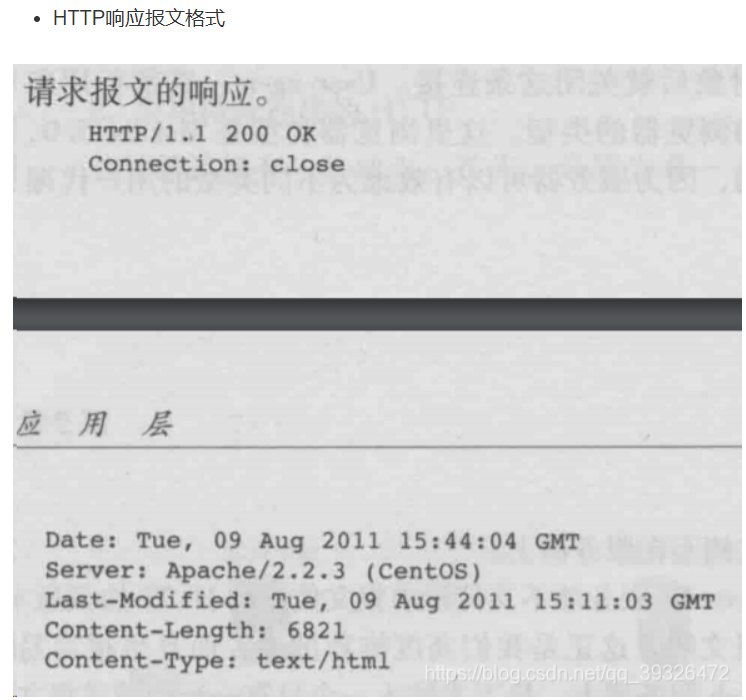 HTTP响应报文格式
请求报文的响应。
HTTP/1.1 200 OK
Connection: close
应 用 层
Date: Tue, 09 Aug 2011 15:44:04 GMT
Server: Apache/2.2.3 (CentOS)
Last-Modified: Tue, 09 Aug 2011 15:11:03 GMT
Content-Length: 6821
Content-Type: text/html
https://blog.csdn.net/qq_39326472